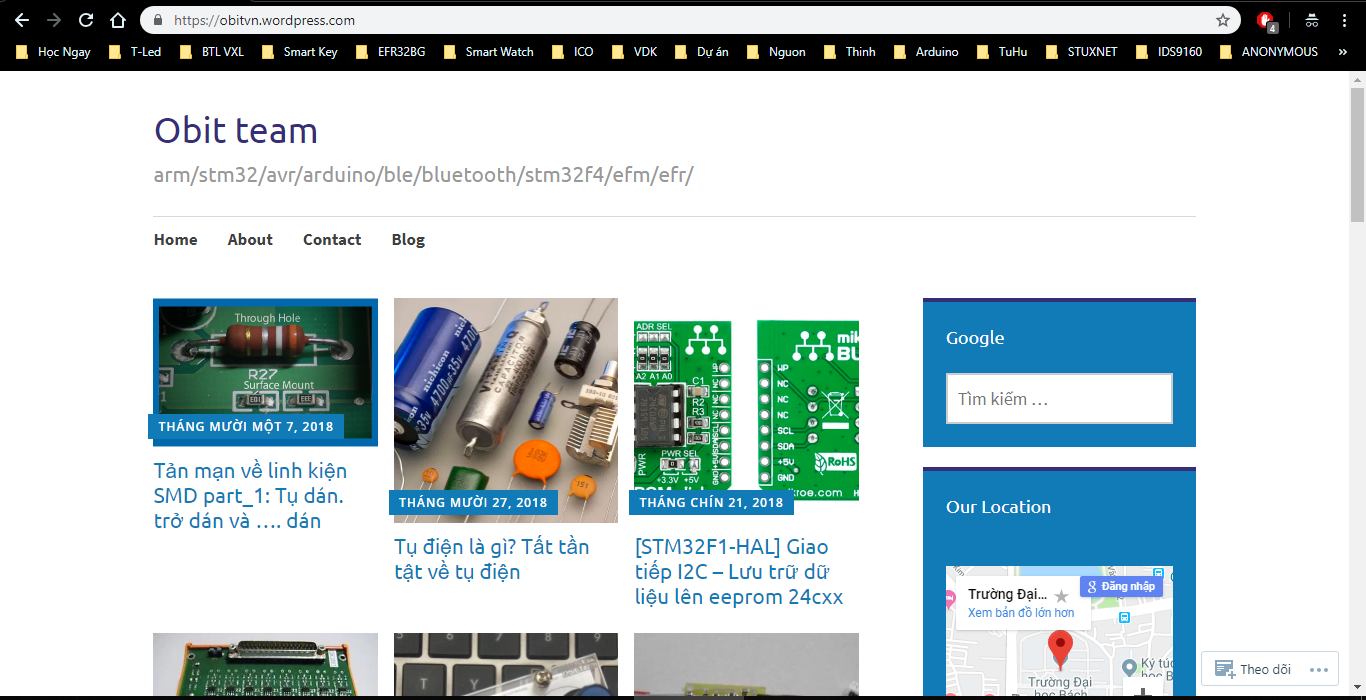 https://obitvn.wordpress.com
4
Học Ngay
T-Led
BTL VXL
Smart Key
EFR32BG
Smart Watch
ICO
VDK
Dự án
Nguon
Thinh
Arduino
TuHu
STUXNET
IDS9160
ANONYMOUS
»
Obit team
arm/stm32/avr/arduino/ble/bluetooth/stm32f4/efm/efr/
Home
About
Contact
Blog
Through Hole
R27
Surface Mount
THÁNG MƯỜI MỘT 7, 2018
Tản mạn về linh kiện
SMD part_1: Tụ dán.
trở dán và …. dán
nichicon
4700µF
35V
CAPACITOR
THÁNG MƯỜI 27, 2018
Tụ điện là gì? Tất tần
tật về tụ điện
ADR SEL
A2 A1 A0
C1
R2
R3
PWR
PWR SEL
+3.3V +5V
WP
NC
NC
NC
SCL
SDA
+5V
GND
RoHS
kroe.com
THÁNG CHÍN 21, 2018
[STM32F1-HAL] Giao
tiếp I2C – Lưu trữ dữ
liệu lên eeprom 24cxx
Google
Tìm kiếm …
Our Location
Trường Đại...
Xem bản đồ lớn hơn
Đăng nhập
Trường Đại
học Bách
Ký túc
Theo dõi